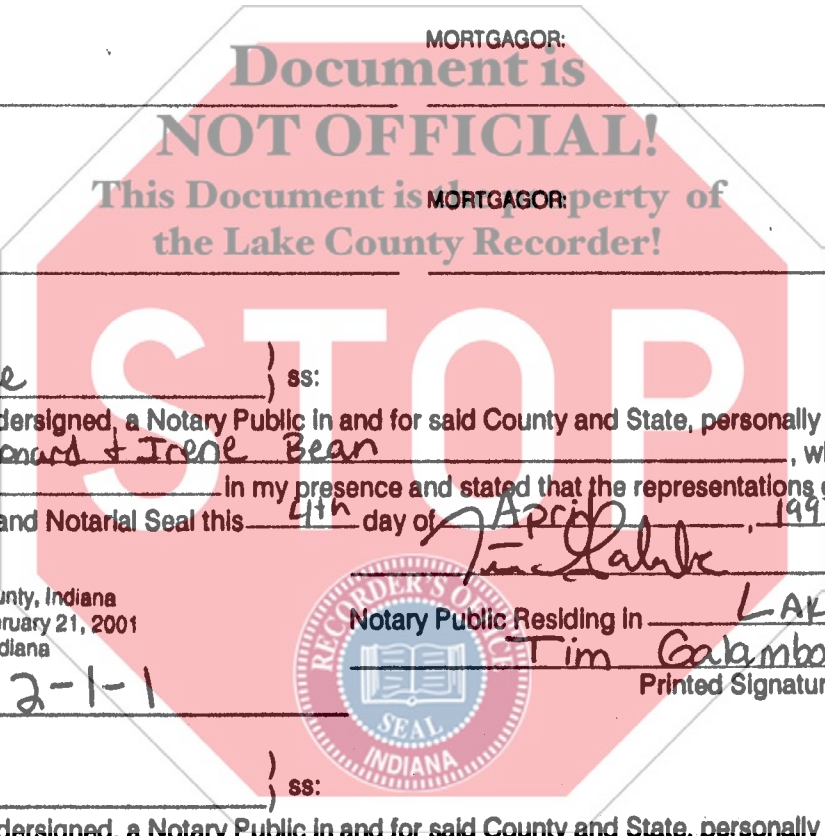 MORTGAGOR:
Document is
NOT OFFICIAL!
This Document is the property of
MORTGAGOR:
the Lake County Recorder!
STOP
e
) ss:
dersigned, a Notary Public in and for said County and State, personally
onard & Irene Bean , wh
in my presence and stated that the representations
and Notarial Seal this 4th day of April , 199
unty, Indiana
ruary 21, 2001
diana
Notary Public Residing in LAK
Tim Galambo
Printed Signatur
2-1-1
RECORDER'S OFFICE
SEAL
INDIANA
) ss:
dersigned, a Notary Public in and for said County and State, personally